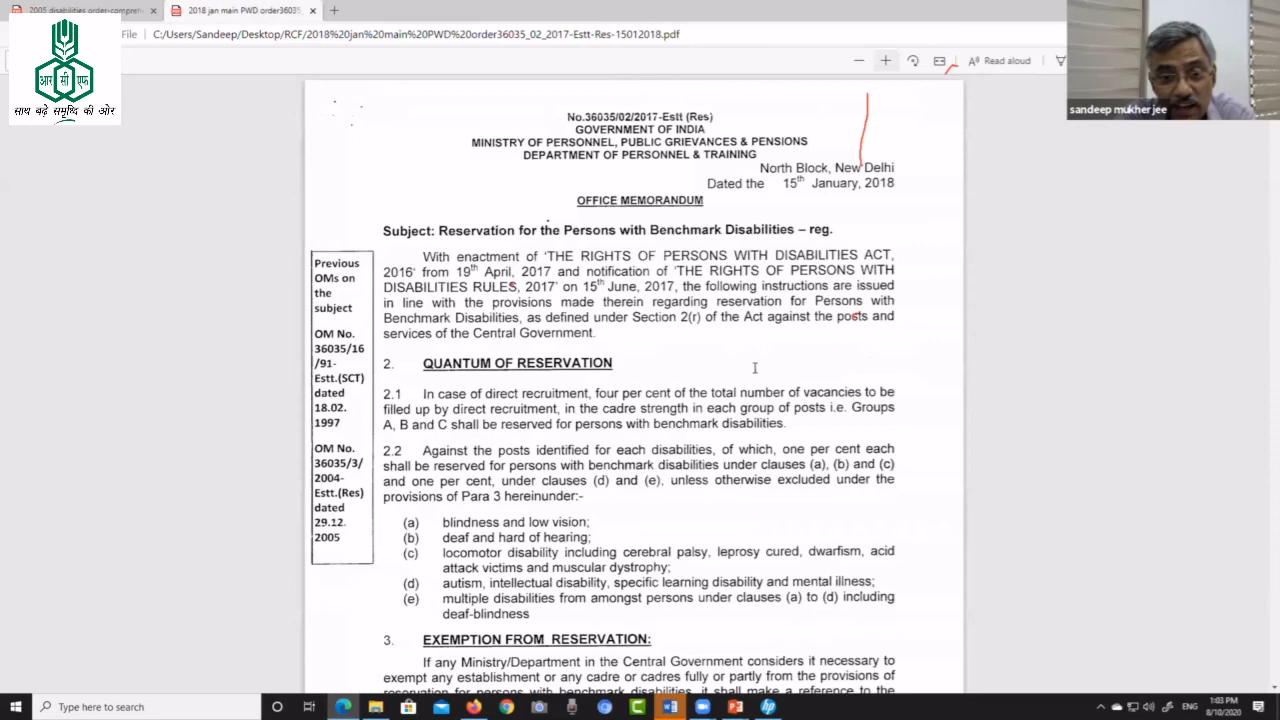 2005 disabilities order-compreh
2018 jan main PWD order36035
File
C:/Users/Sandeep/Desktop/RCF/2018%20jan%20main%20PWD%20order36035_02_2017-Estt-Res-15012018.pdf
Read aloud
आर सी एफ
साथ बढ़े समृध्दि की ओर
sandeep mukherjee
No.36035/02/2017-Estt (Res)
GOVERNMENT OF INDIA
MINISTRY OF PERSONNEL, PUBLIC GRIEVANCES & PENSIONS
DEPARTMENT OF PERSONNEL & TRAINING
North Block, New Delhi
Dated the 15th January, 2018
OFFICE MEMORANDUM
Subject: Reservation for the Persons with Benchmark Disabilities – reg.
With enactment of ‘THE RIGHTS OF PERSONS WITH DISABILITIES ACT,
2016’ from 19th April, 2017 and notification of ‘THE RIGHTS OF PERSONS WITH
DISABILITIES RULES, 2017’ on 15th June, 2017, the following instructions are issued
in line with the provisions made therein regarding reservation for Persons with
Benchmark Disabilities, as defined under Section 2(r) of the Act against the posts and
services of the Central Government.
Previous
OMs on
the
subject
OM No.
36035/16
/91-
Estt.(SCT)
dated
18.02.
1997
OM No.
36035/3/
2004-
Estt.(Res)
dated
29.12.
2005
2. QUANTUM OF RESERVATION
2.1 In case of direct recruitment, four per cent of the total number of vacancies to be
filled up by direct recruitment, in the cadre strength in each group of posts i.e. Groups
A, B and C shall be reserved for persons with benchmark disabilities.
2.2 Against the posts identified for each disabilities, of which, one per cent each
shall be reserved for persons with benchmark disabilities under clauses (a), (b) and (c)
and one per cent, under clauses (d) and (e), unless otherwise excluded under the
provisions of Para 3 hereinunder:-
(a) blindness and low vision;
(b) deaf and hard of hearing;
(c) locomotor disability including cerebral palsy, leprosy cured, dwarfism, acid
attack victims and muscular dystrophy;
(d) autism, intellectual disability, specific learning disability and mental illness;
(e) multiple disabilities from amongst persons under clauses (a) to (d) including
deaf-blindness
3. EXEMPTION FROM RESERVATION:
If any Ministry/Department in the Central Government considers it necessary to
exempt any establishment or any cadre or cadres fully or partly from the provisions of
reservation for persons with benchmark disabilities, it shall make a reference to the
Type here to search
ENG
1:03 PM
8/10/2020